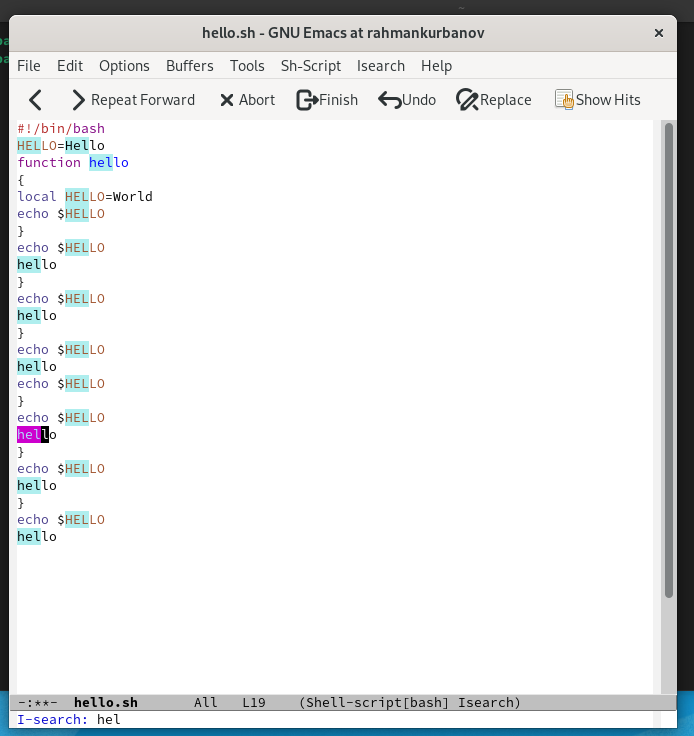 hello.sh - GNU Emacs at rahmankurbanov
File Edit Options Buffers Tools Sh-Script Isearch Help
Repeat Forward Abort Finish Undo Replace Show Hits
#!/bin/bash
HELLO=Hello
function hello
{
local HELLO=World
echo $HELLO
}
echo $HELLO
hello
}
echo $HELLO
hello
}
echo $HELLO
hello
echo $HELLO
}
echo $HELLO
hello
}
echo $HELLO
hello
}
echo $HELLO
hello
-:**- hello.sh All L19 (Shell-script[bash] Isearch)
I-search: hel